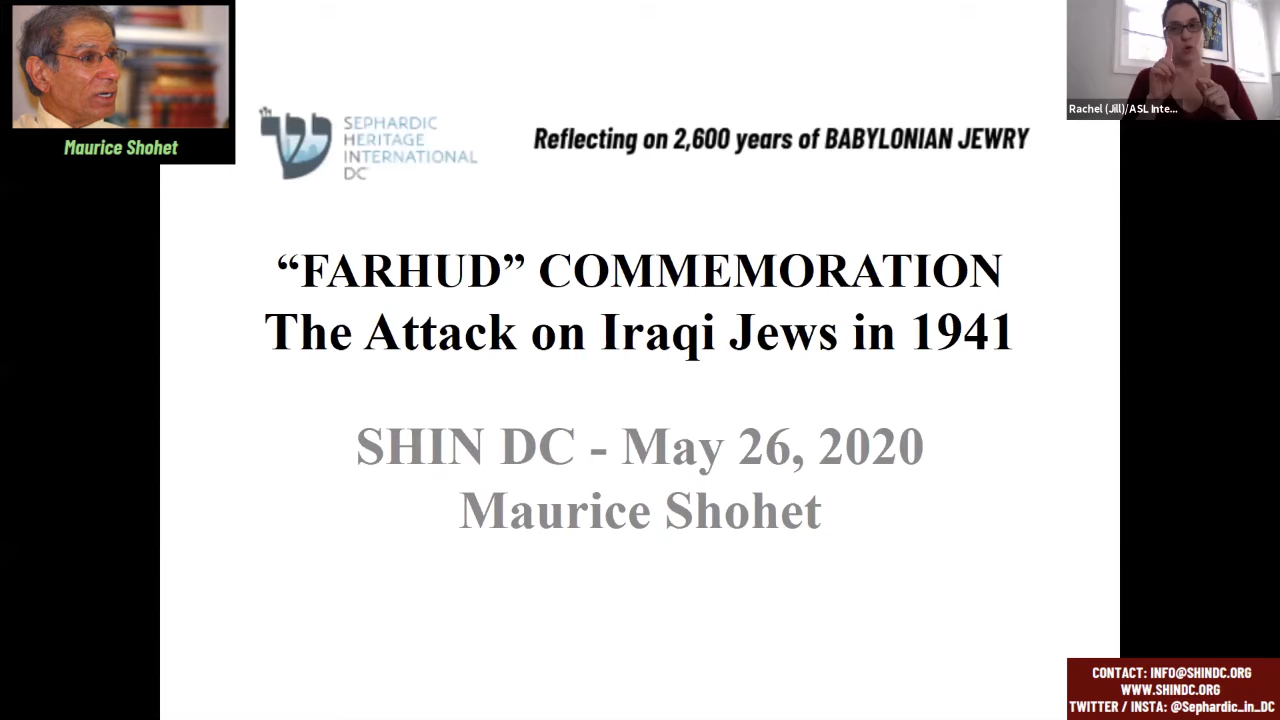 Maurice Shohet
SEPHARDIC
HERITAGE
INTERNATIONAL
DC
Reflecting on 2,600 years of BABYLONIAN JEWRY
Rachel (Jill)/ASL Inte...
“FARHUD” COMMEMORATION
The Attack on Iraqi Jews in 1941
SHIN DC - May 26, 2020
Maurice Shohet
CONTACT: INFO@SHINDC.ORG
WWW.SHINDC.ORG
TWITTER / INSTA: @Sephardic_in_DC